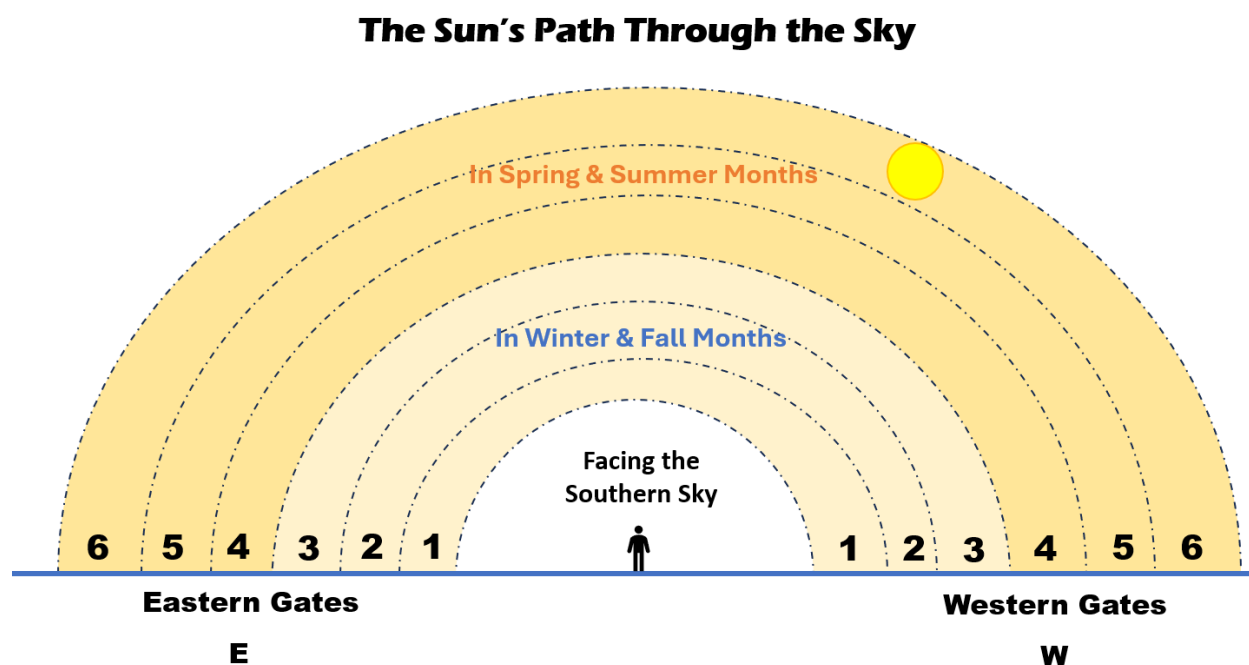 The Sun's Path Through the Sky
In Spring & Summer Months
In Winter & Fall Months
Facing the
Southern Sky
6 5 4 3 2 1 1 2 3 4 5 6
Eastern Gates Western Gates
E W